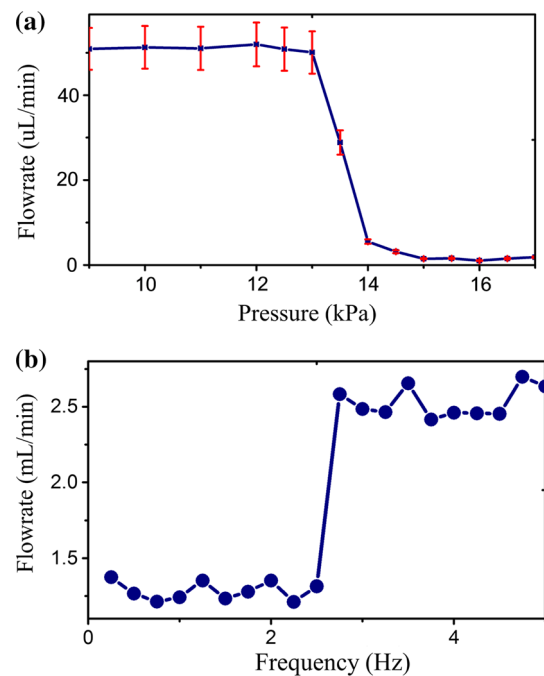 (a)
Flowrate (uL/min)
40
20
0
10
12
14
16
Pressure (kPa)
(b)
Flowrate (mL/min)
2.5
2.0
1.5
0
2
4
Frequency (Hz)